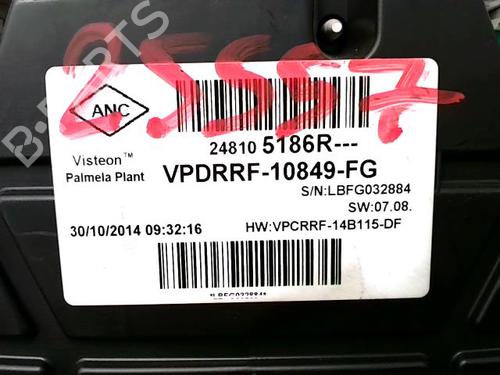 25557
ANC
24810 5186R---
Visteon™
Palmela Plant
VPDRRF-10849-FG
S/N:LBFG032884
SW:07.08.
30/10/2014 09:32:16
HW:VPCRRF-14B115-DF